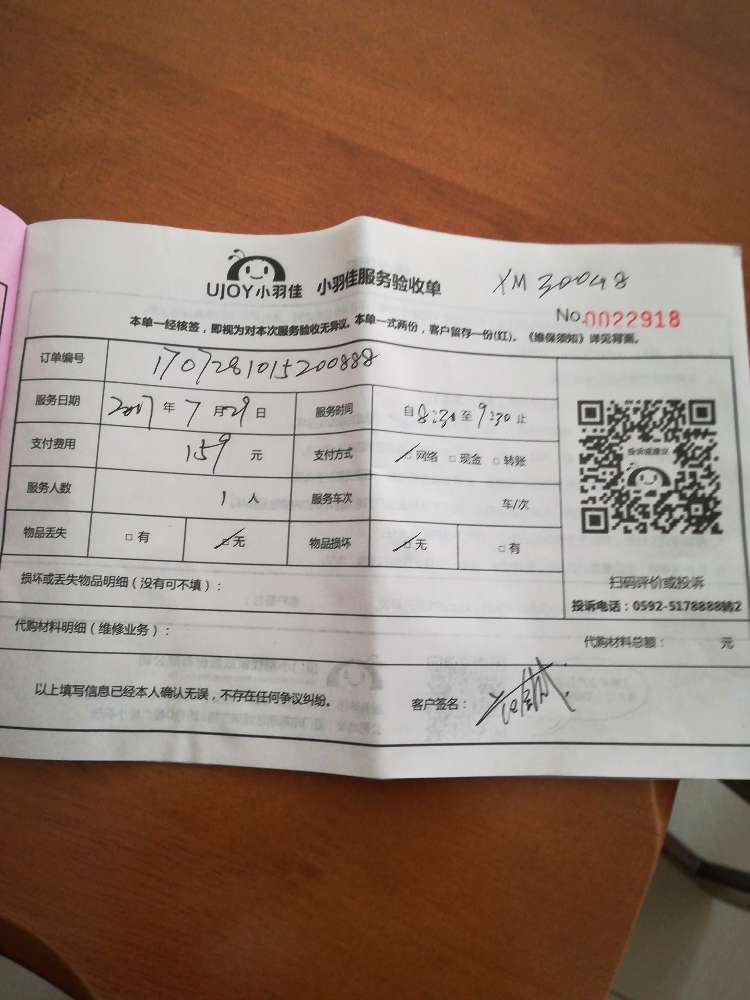 UJOY小羽佳 小羽佳服务验收单 XM30048
No.0022918
本单一经核签，即视为对本次服务验收无异议。本单一式两份，客户留存一份(红)。《维保须知》详见背面。
订单编号 1707281015200888
服务日期 2017 年 7 月 29 日 服务时间 自 8:30 至 9:30 止
支付费用 159 元 支付方式 □网络 □现金 □转账
投诉或建议
服务人数 1 人 服务车次 车/次
物品丢失 □有 □无 物品损坏 □无 □有
损坏或丢失物品明细（没有可不填）：
扫码评价或投诉
投诉电话：0592-5178888转2
代购材料明细（维修业务）： 代购材料总额： 元
以上填写信息已经本人确认无误，不存在任何争议纠纷。 客户签名：